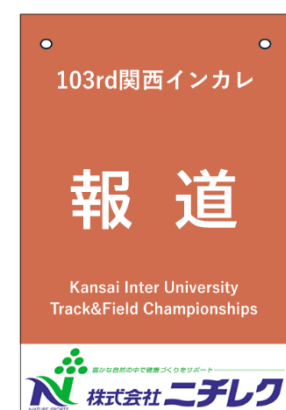 103rd関西インカレ
報 道
Kansai Inter University
Track&Field Championships
豊かな自然の中で健康づくりをサポート
N 株式会社 ニチレク
NATURE SPORTS